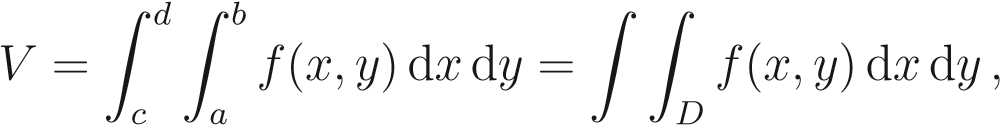 V = ∫_c^d ∫_a^b f(x, y) dx dy = ∫ ∫_D f(x, y) dx dy ,